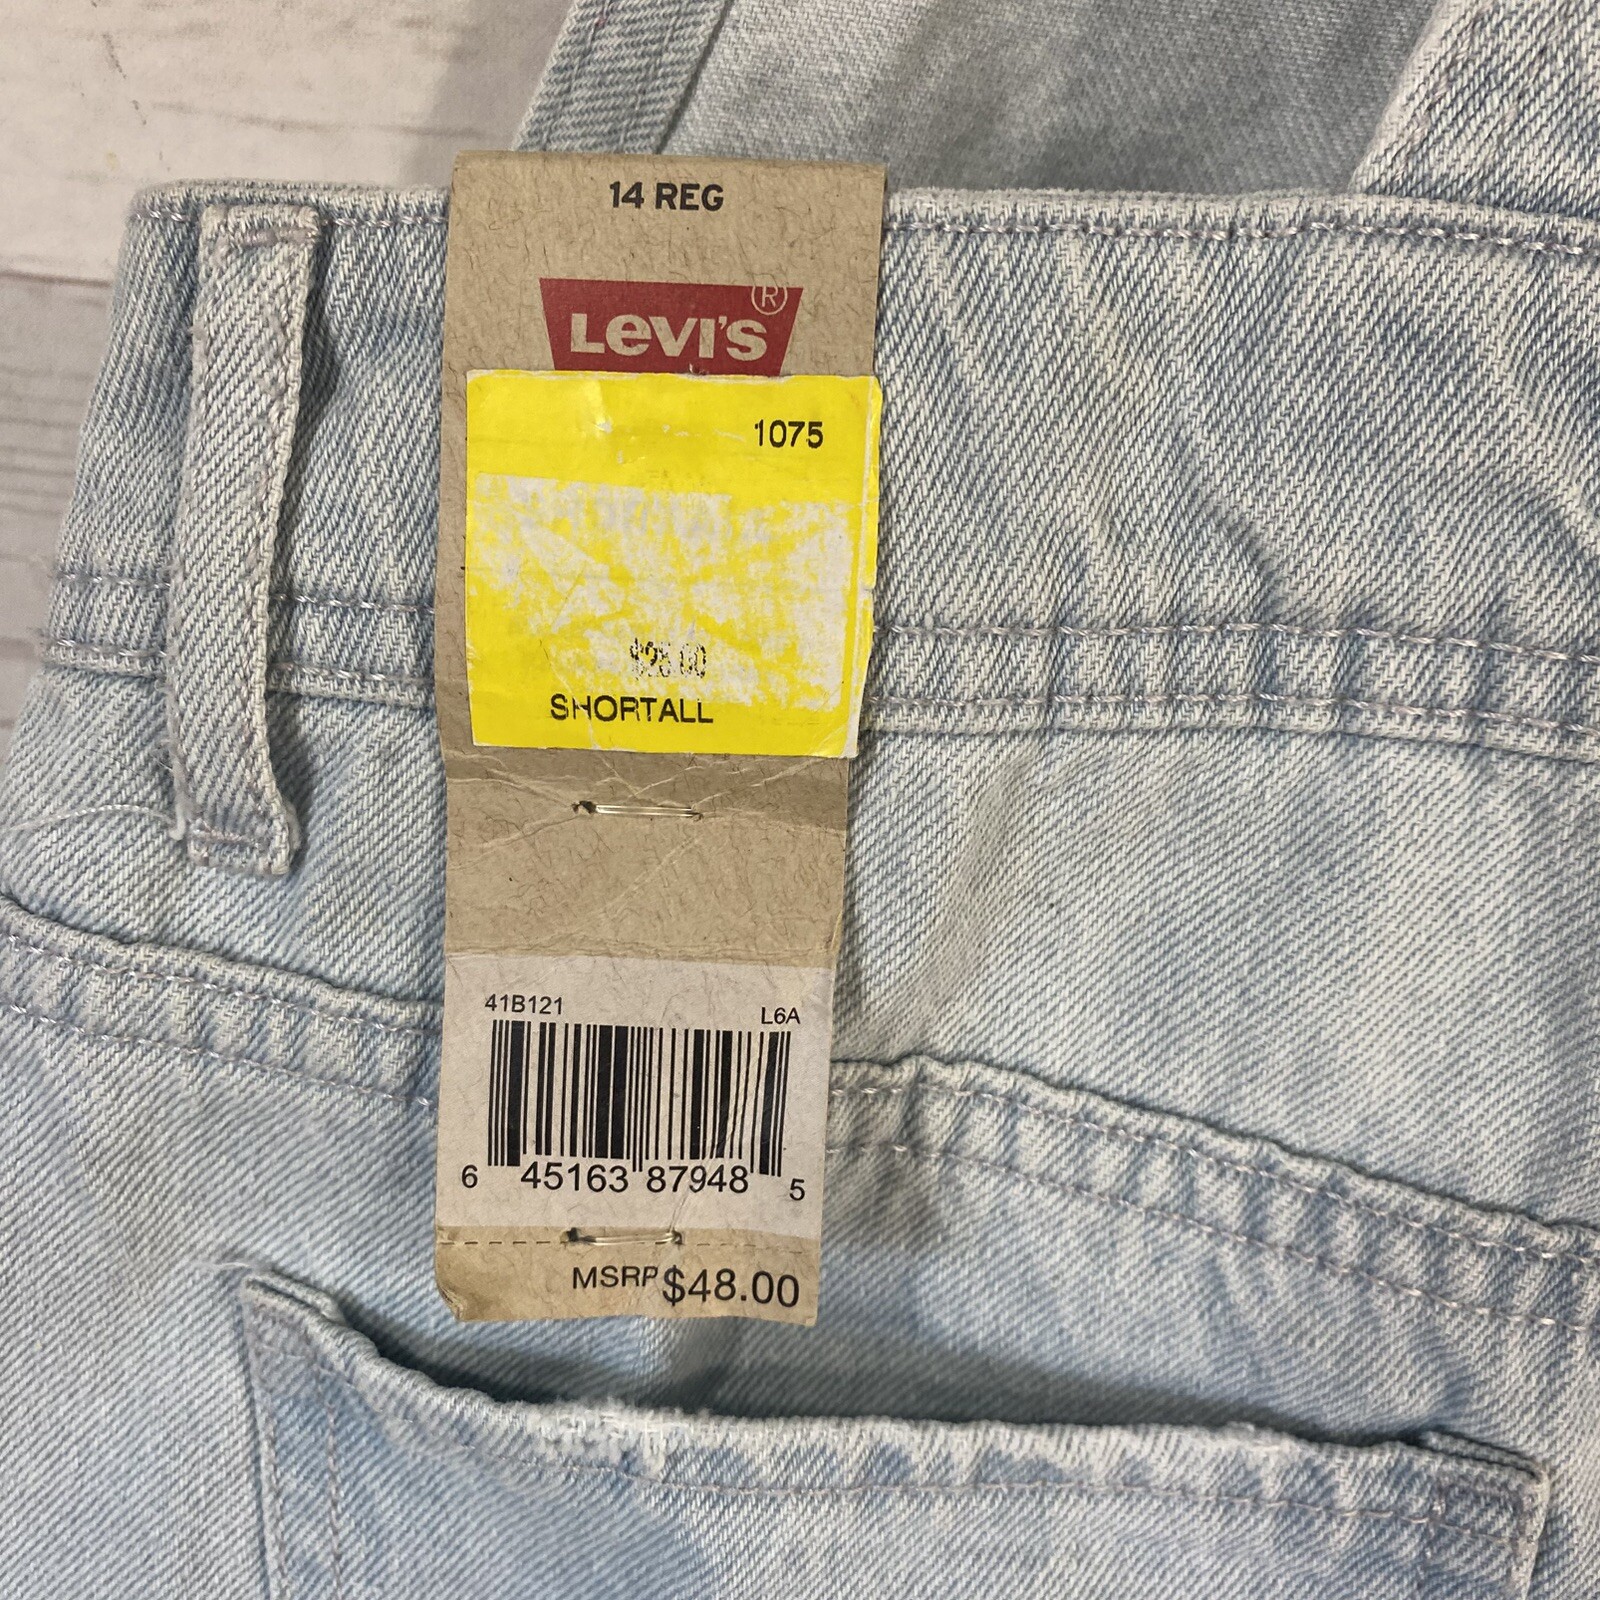 14 REG
LEVI'S®
1075
SHORTALL
41B121 L6A
6 45163 87948 5
MSRP $48.00